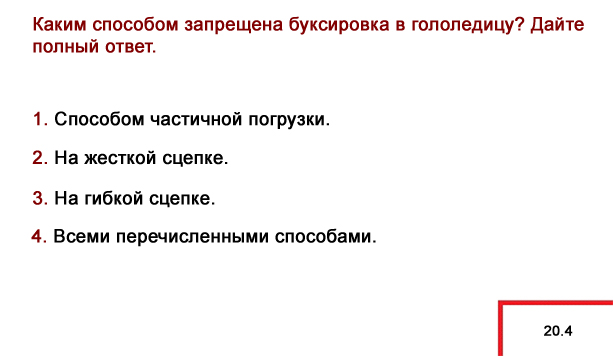 Каким способом запрещена буксировка в гололедицу? Дайте
полный ответ.
1. Способом частичной погрузки.
2. На жесткой сцепке.
3. На гибкой сцепке.
4. Всеми перечисленными способами.
20.4